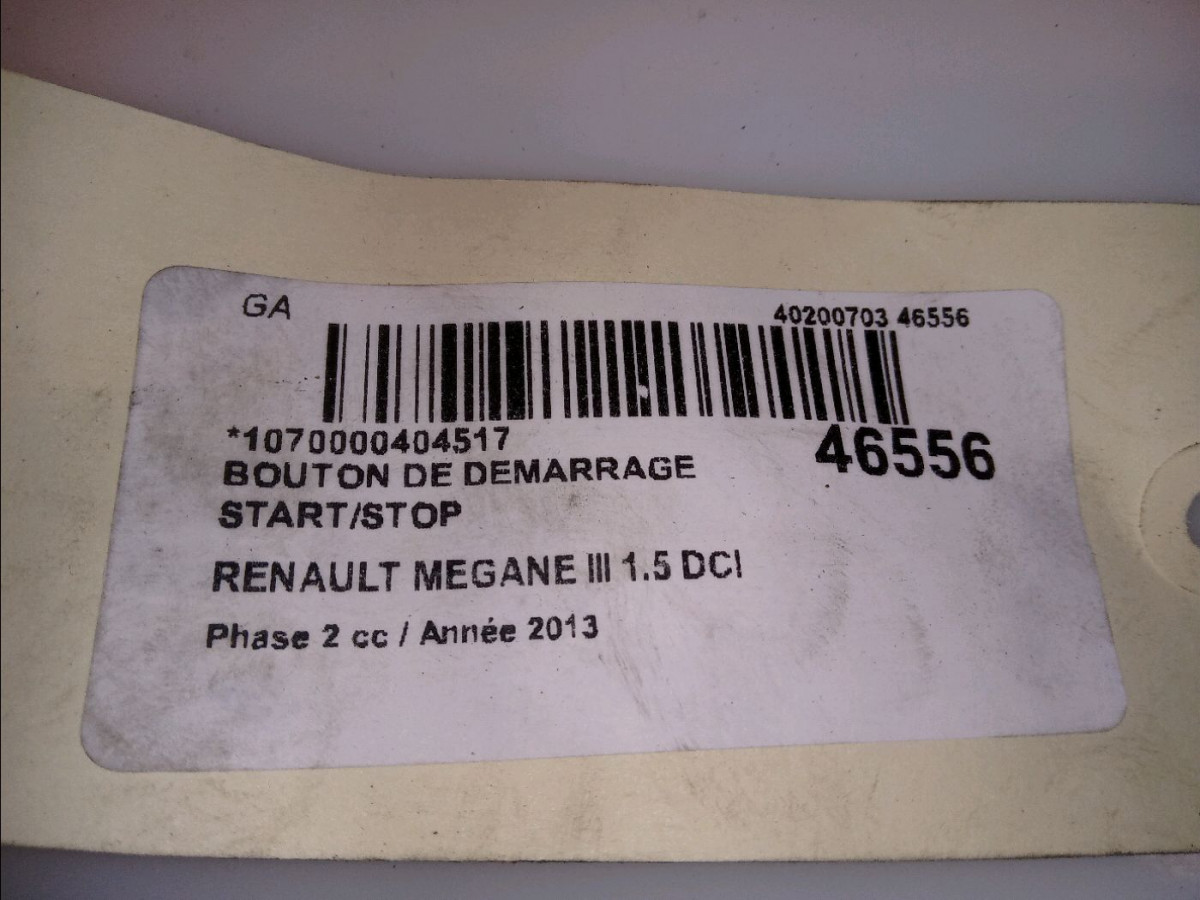 GA
40200703 46556
*1070000404517
46556
BOUTON DE DEMARRAGE
START/STOP
RENAULT MEGANE III 1.5 DCI
Phase 2 cc / Année 2013